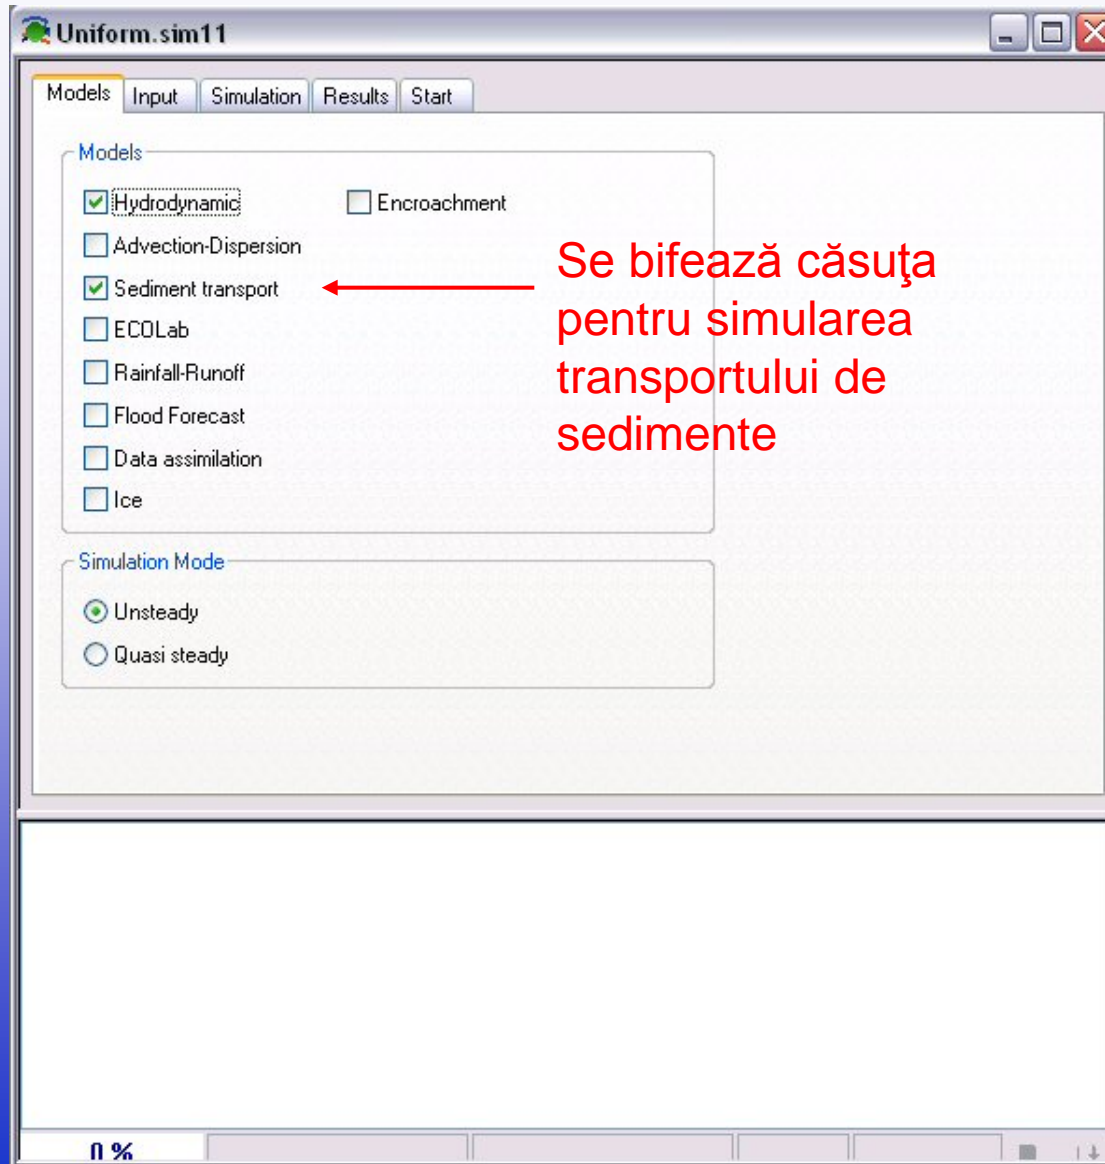 Uniform.sim11
Models Input Simulation Results Start
Models
Hydrodynamic Encroachment
Advection-Dispersion
Sediment transport
ECOLab
Rainfall-Runoff
Flood Forecast
Data assimilation
Ice
Se bifează căsuţa
pentru simularea
transportului de
sedimente
Simulation Mode
Unsteady
Quasi steady
0 %